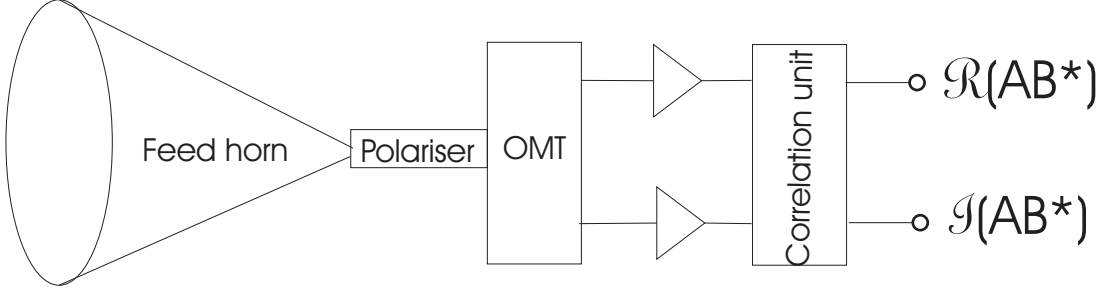 Feed horn
Polariser
OMT
Correlation unit
ℛ(AB*)
ℐ(AB*)